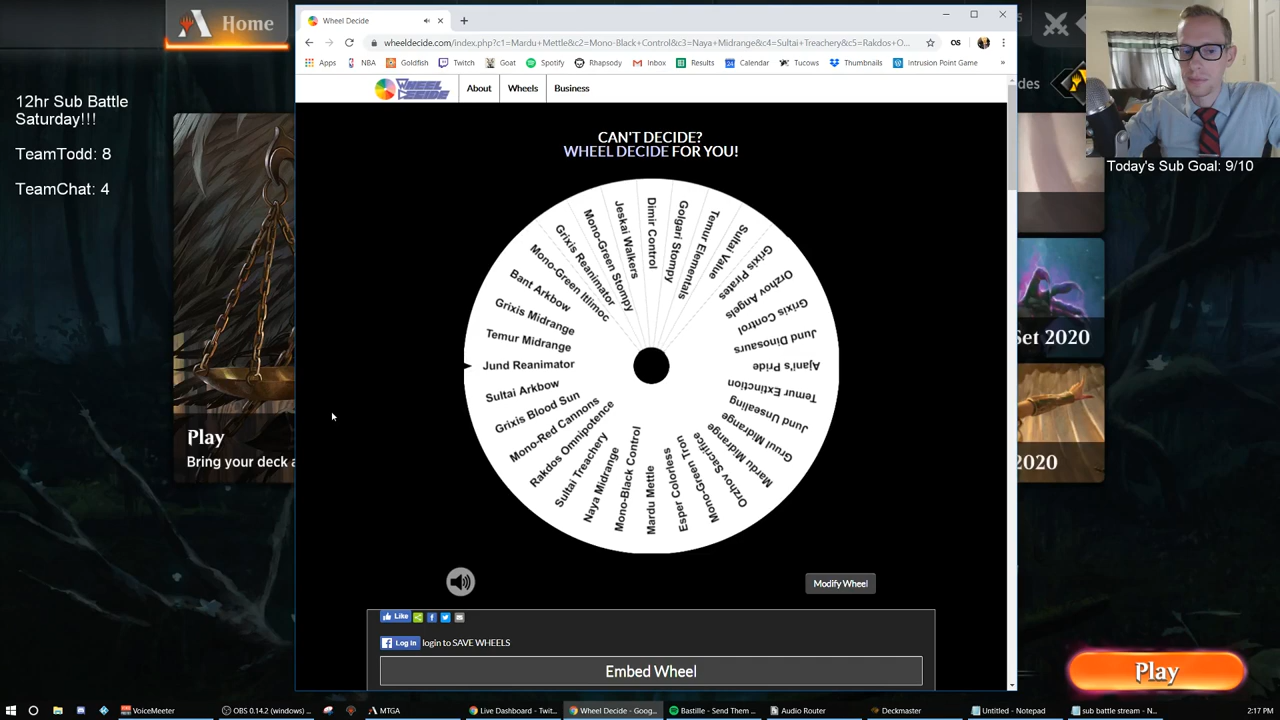 Home
12hr Sub Battle
Saturday!!!
TeamTodd: 8
TeamChat: 4
Wheel Decide
wheeldecide.com/index.php?c1=Mardu+Mettle&c2=Mono-Black+Control&c3=Naya+Midrange&c4=Sultai+Treachery&c5=Rakdos+O...
OS
Apps
NBA
Goldfish
Twitch
Goat
Spotify
Rhapsody
Inbox
Results
Calendar
Tucows
Thumbnails
Intrusion Point Game
»
WHEEL DECIDE
About
Wheels
Business
CAN'T DECIDE?
WHEEL DECIDE FOR YOU!
Dimir Control
Golgari Stompy
Temur Elementals
Sultai Value
Grixis Pirates
Orzhov Angels
Grixis Control
Jund Dinosaurs
Ajani's Pride
Temur Extinction
Jund Unsealing
Gruul Midrange
Mardu Midrange
Orzhov Sacrifice
Mono-Green Tron
Esper Colorless
Mardu Mettle
Mono-Black Control
Naya Midrange
Sultai Treachery
Rakdos Omnipotence
Mono-Red Cannons
Grixis Blood Sun
Sultai Arkbow
Jund Reanimator
Temur Midrange
Grixis Midrange
Bant Arkbow
Mono-Green Itlimoc
Grixis Reanimator
Mono-Green Stompy
Jeskai Walkers
Modify Wheel
Like
Log In login to SAVE WHEELS
Embed Wheel
Play
Bring your deck a
Today's Sub Goal: 9/10
Set 2020
2020
Play
VoiceMeeter
OBS 0.14.2 (windows) ...
MTGA
Live Dashboard - Twit...
Wheel Decide - Goog...
Bastille - Send Them ...
Audio Router
Deckmaster
Untitled - Notepad
sub battle stream - N...
2:17 PM